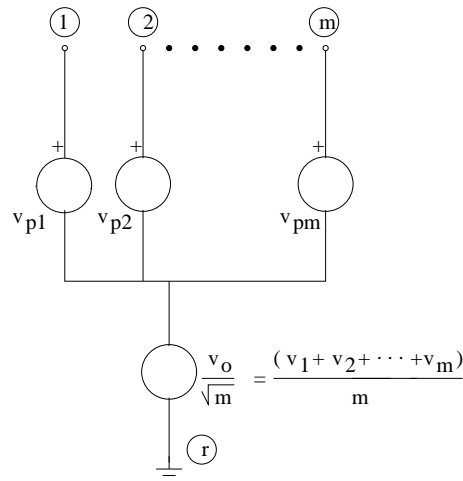 1 2 m
+ + +
v_p1 v_p2 v_pm
v_o/√m = (v_1 + v_2 + · · · + v_m)/m
r